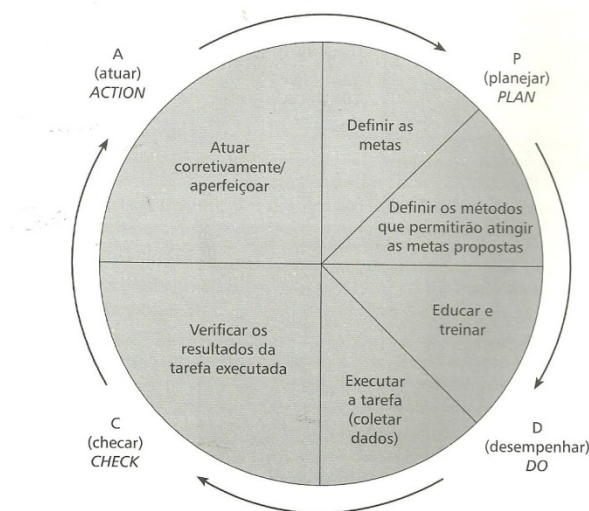 A
(atuar)
ACTION
P
(planejar)
PLAN
Definir as
metas
Atuar
corretivamente/
aperfeiçoar
Definir os métodos
que permitirão atingir
as metas propostas
Educar e
treinar
Verificar os
resultados da
tarefa executada
Executar
a tarefa
(coletar
dados)
C
(checar)
CHECK
D
(desempenhar)
DO